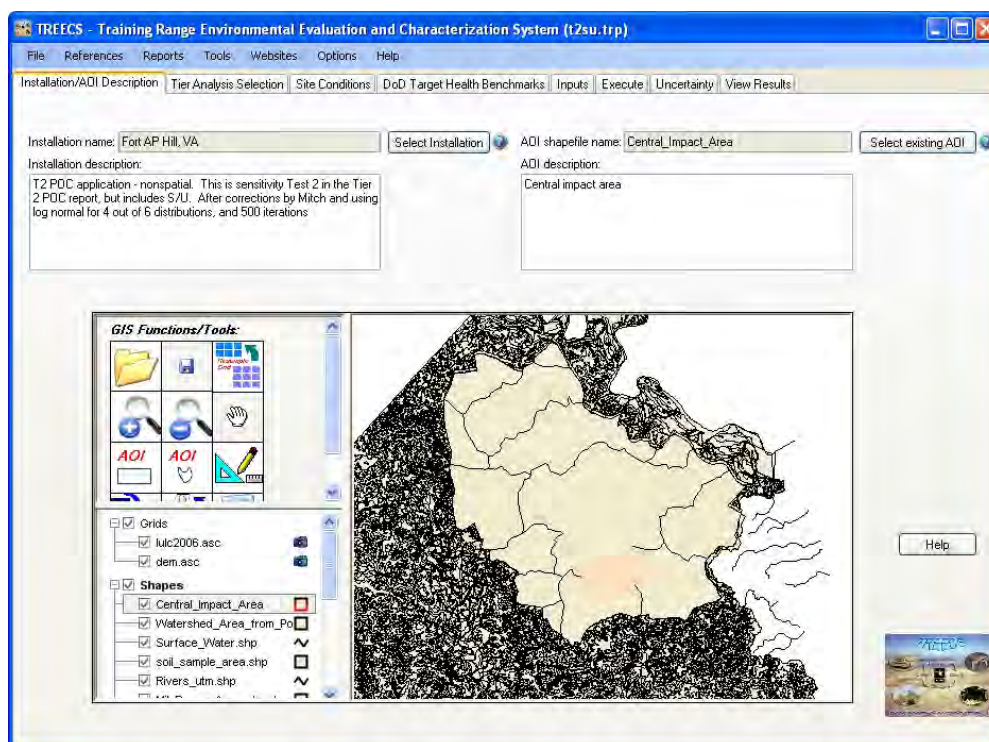 TREECS - Training Range Environmental Evaluation and Characterization System (t2su.trp)
File References Reports Tools Websites Options Help
Installation/AOI Description Tier Analysis Selection Site Conditions DoD Target Health Benchmarks Inputs Execute Uncertainty View Results
Installation name: Fort AP Hill, VA Select Installation AOI shapefile name: Central_Impact_Area Select existing AOI
Installation description: AOI description:
T2 POC application - nonspatial. This is sensitivity Test 2 in the Tier
2 POC report, but includes S/U. After corrections by Mitch and using
log normal for 4 out of 6 distributions, and 500 iterations
Central impact area
GIS Functions/Tools:
AOI AOI
Grids
lulc2006.asc
dem.asc
Shapes
Central_Impact_Area
Watershed_Area_from_Po
Surface_Water.shp
soil_sample_area.shp
Rivers_utm.shp
Help
TREECS